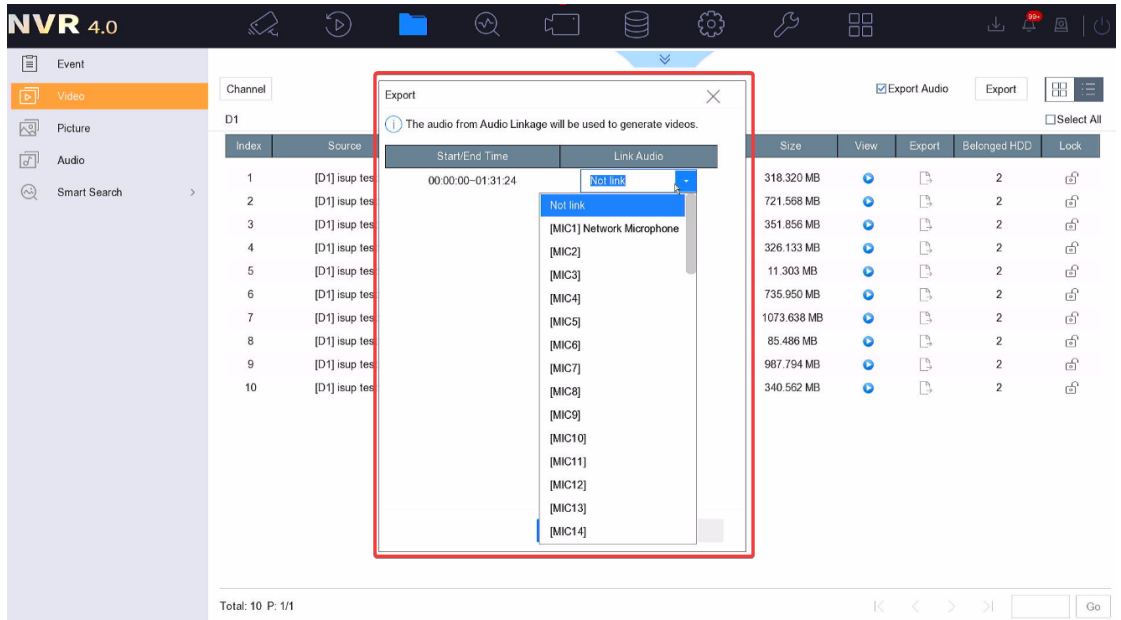 NVR 4.0
99+
Event
Video
Picture
Audio
Smart Search
Channel
Export Audio
Export
D1
Select All
Export
The audio from Audio Linkage will be used to generate videos.
Start/End Time Link Audio
00:00:00~01:31:24 Not link
Not link
[MIC1] Network Microphone
[MIC2]
[MIC3]
[MIC4]
[MIC5]
[MIC6]
[MIC7]
[MIC8]
[MIC9]
[MIC10]
[MIC11]
[MIC12]
[MIC13]
[MIC14]
Index Source Size View Export Belonged HDD Lock
1 [D1] isup tes 318.320 MB 2
2 [D1] isup tes 721.568 MB 2
3 [D1] isup tes 351.856 MB 2
4 [D1] isup tes 326.133 MB 2
5 [D1] isup tes 11.303 MB 2
6 [D1] isup tes 735.950 MB 2
7 [D1] isup tes 1073.638 MB 2
8 [D1] isup tes 85.486 MB 2
9 [D1] isup tes 987.794 MB 2
10 [D1] isup tes 340.562 MB 2
Total: 10 P: 1/1
Go